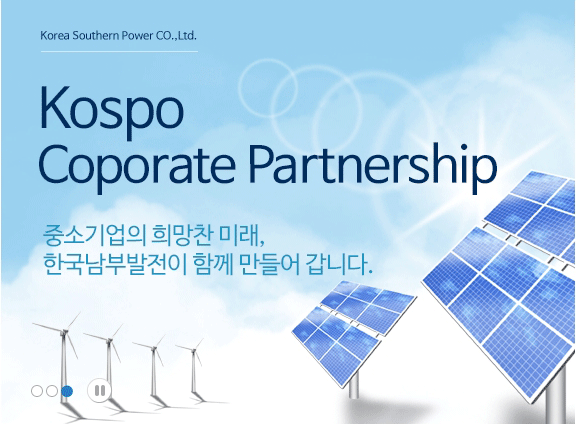 Korea Southern Power CO.,Ltd.
Kospo
Coporate Partnership
중소기업의 희망찬 미래,
한국남부발전이 함께 만들어 갑니다.